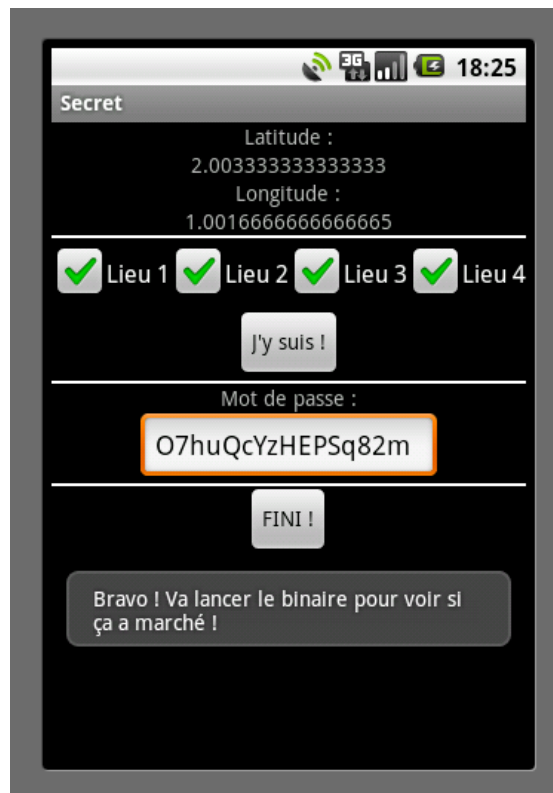 3G 18:25
Secret
Latitude :
2.003333333333333
Longitude :
1.0016666666666665
Lieu 1 Lieu 2 Lieu 3 Lieu 4
J'y suis !
Mot de passe :
O7huQcYzHEPSq82m
FINI !
Bravo ! Va lancer le binaire pour voir si
ça a marché !